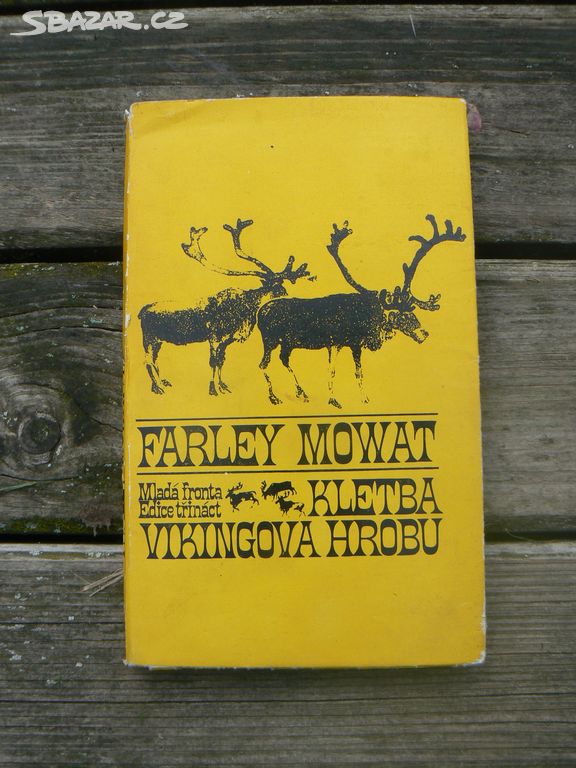 SBAZAR.CZ
FARLEY MOWAT
Mladá fronta
Edice třináct
KLETBA
VIKINGOVA HROBU